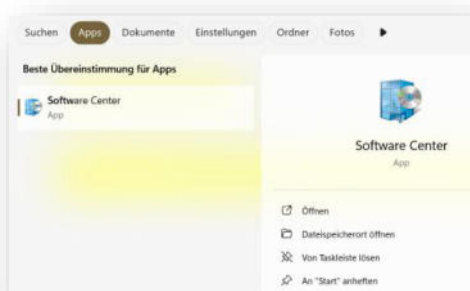 Suchen Apps Dokumente Einstellungen Ordner Fotos
Beste Übereinstimmung für Apps
Software Center
App
Software Center
App
Öffnen
Dateispeicherort öffnen
Von Taskleiste lösen
An "Start" anheften